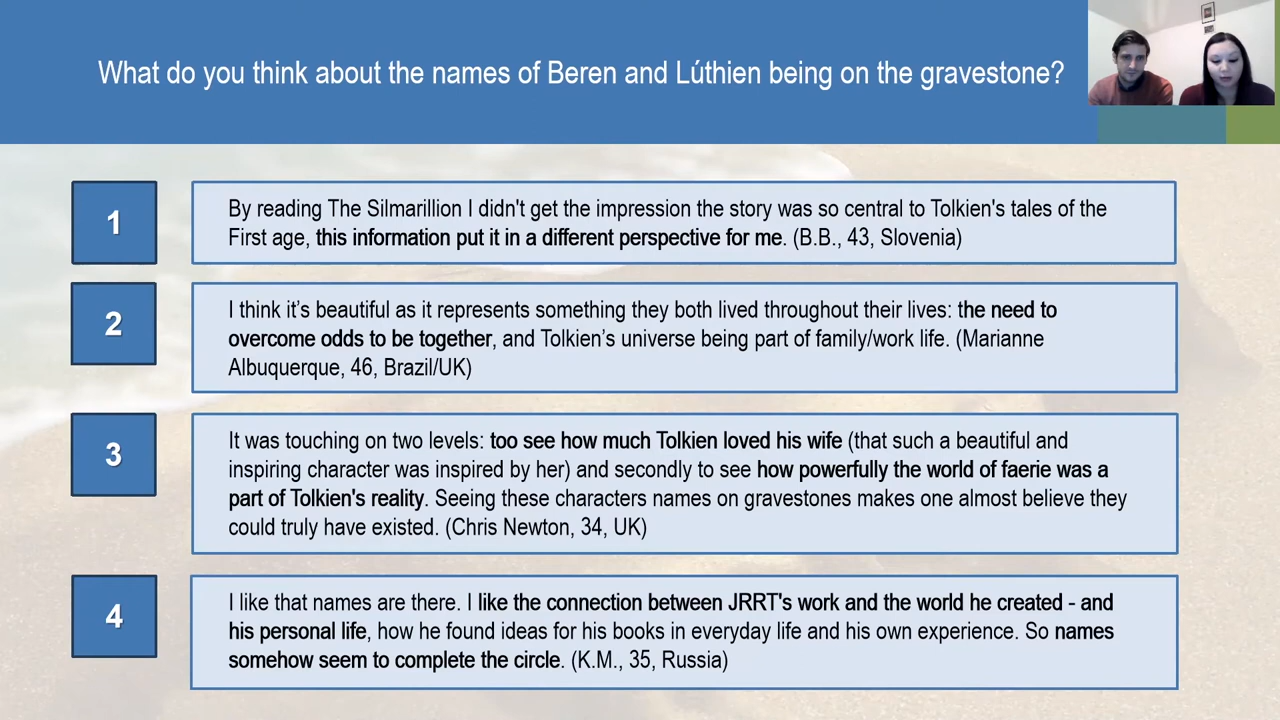 What do you think about the names of Beren and Lúthien being on the gravestone?
1
By reading The Silmarillion I didn't get the impression the story was so central to Tolkien's tales of the
First age, this information put it in a different perspective for me. (B.B., 43, Slovenia)
2
I think it’s beautiful as it represents something they both lived throughout their lives: the need to
overcome odds to be together, and Tolkien’s universe being part of family/work life. (Marianne
Albuquerque, 46, Brazil/UK)
3
It was touching on two levels: too see how much Tolkien loved his wife (that such a beautiful and
inspiring character was inspired by her) and secondly to see how powerfully the world of faerie was a
part of Tolkien's reality. Seeing these characters names on gravestones makes one almost believe they
could truly have existed. (Chris Newton, 34, UK)
4
I like that names are there. I like the connection between JRRT's work and the world he created - and
his personal life, how he found ideas for his books in everyday life and his own experience. So names
somehow seem to complete the circle. (K.M., 35, Russia)